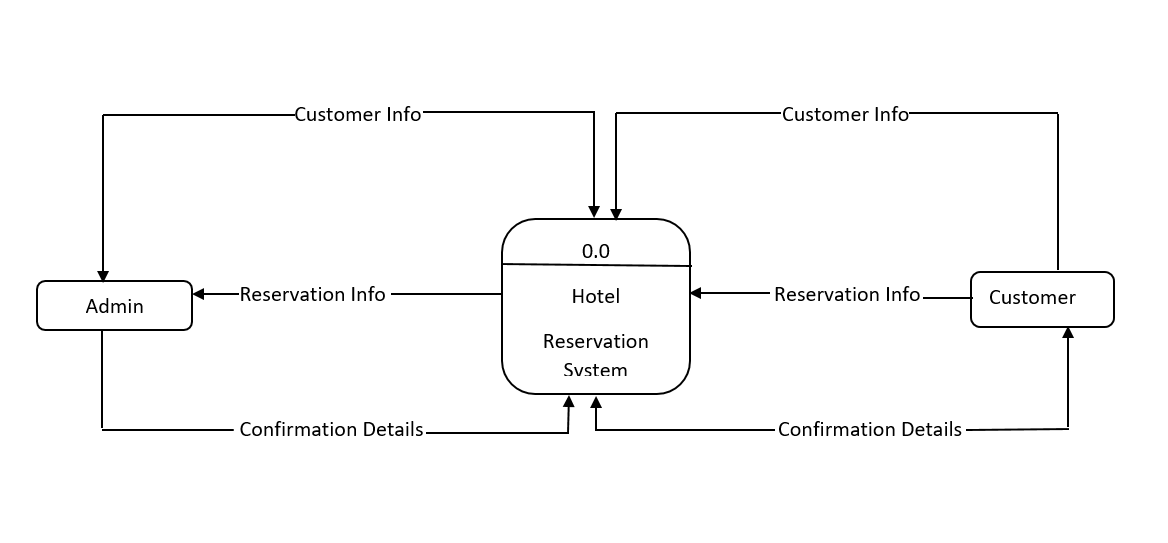 Customer Info
Customer Info
0.0
Admin
Reservation Info
Hotel
Reservation
System
Reservation Info
Customer
Confirmation Details
Confirmation Details